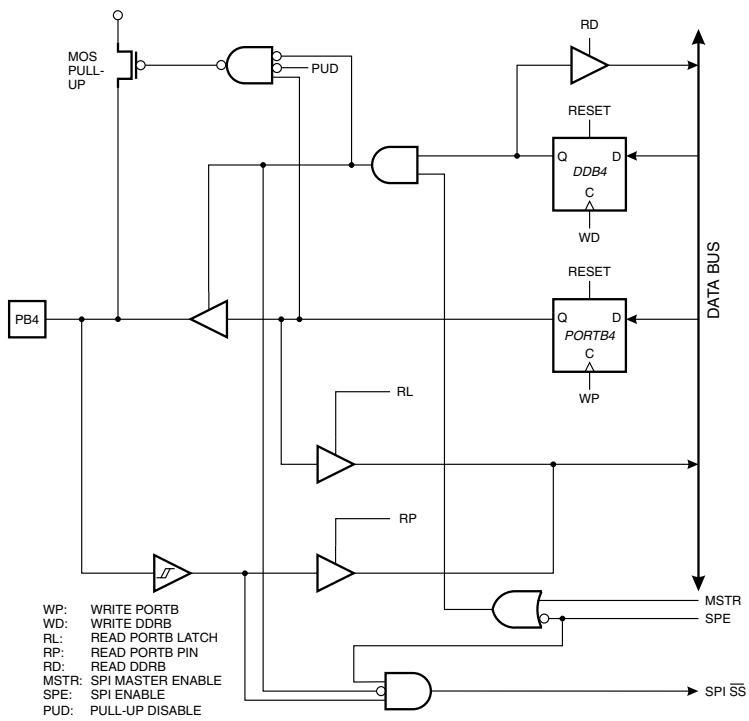 RD
MOS
PULL-
UP
PUD
RESET
Q D
DDB4
C
WD
RESET
PB4
Q D
PORTB4
C
WP
DATA BUS
RL
RP
MSTR
SPE
SPI S̅S̅
WP: WRITE PORTB
WD: WRITE DDRB
RL: READ PORTB LATCH
RP: READ PORTB PIN
RD: READ DDRB
MSTR: SPI MASTER ENABLE
SPE: SPI ENABLE
PUD: PULL-UP DISABLE